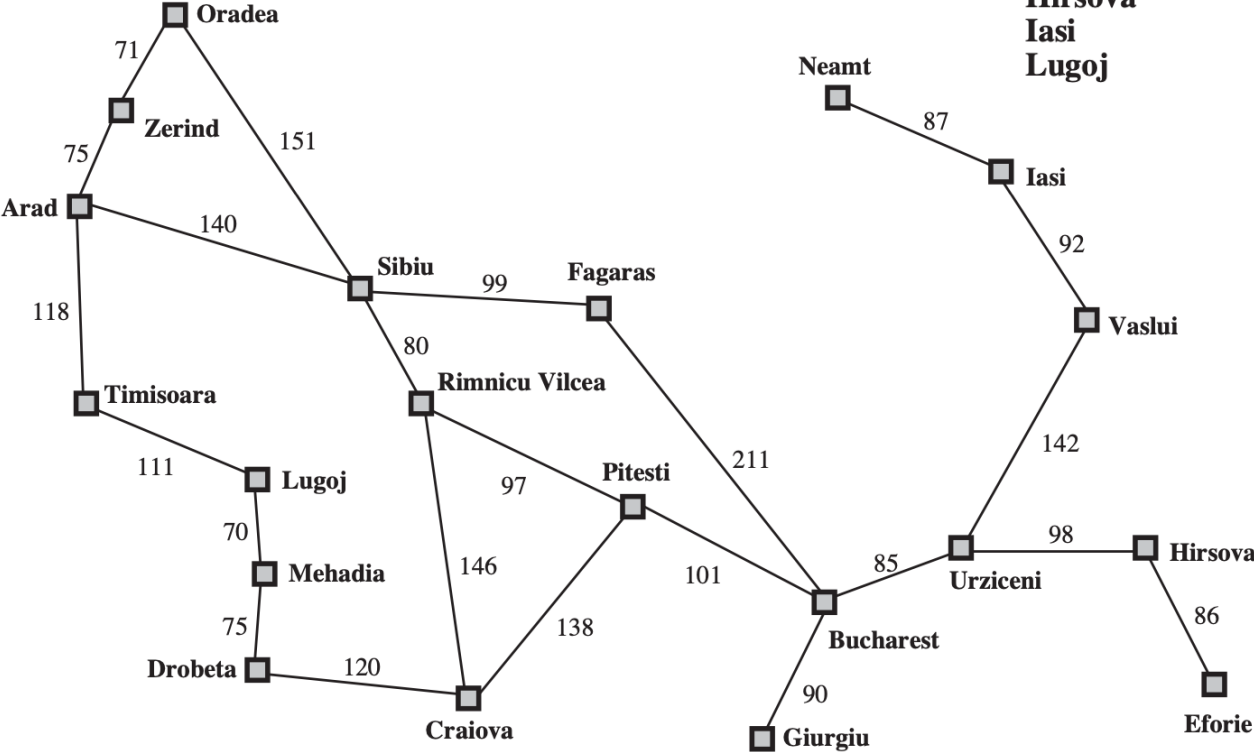 Hirsova
Iasi
Lugoj
Oradea
71
Neamt
87
Zerind
151
75
Iasi
Arad
140
92
Sibiu
Fagaras
99
118
Vaslui
80
Rimnicu Vilcea
Timisoara
142
211
111
Pitesti
Lugoj
97
70
98
Hirsova
146
85
Mehadia
101
Urziceni
86
75
138
Bucharest
Drobeta
120
90
Eforie
Craiova
Giurgiu